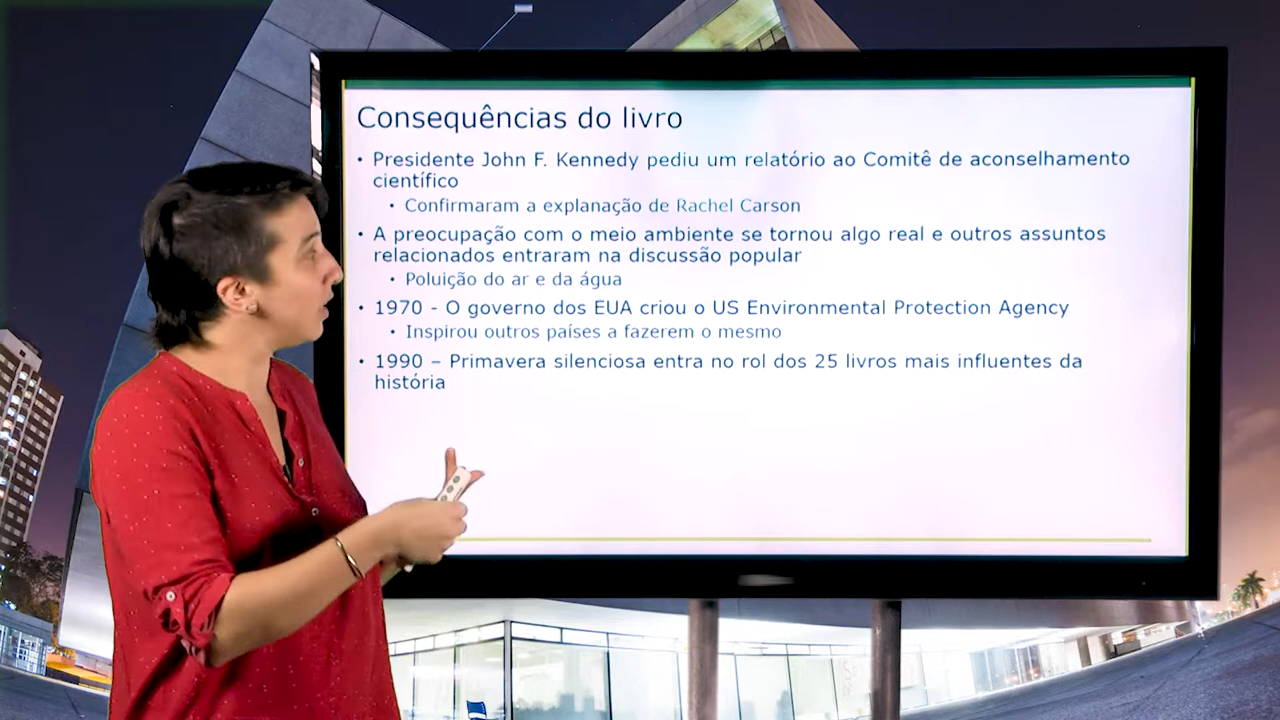 Consequências do livro
• Presidente John F. Kennedy pediu um relatório ao Comitê de aconselhamento
científico
• Confirmaram a explanação de Rachel Carson
• A preocupação com o meio ambiente se tornou algo real e outros assuntos
relacionados entraram na discussão popular
• Poluição do ar e da água
• 1970 - O governo dos EUA criou o US Environmental Protection Agency
• Inspirou outros países a fazerem o mesmo
• 1990 – Primavera silenciosa entra no rol dos 25 livros mais influentes da
história